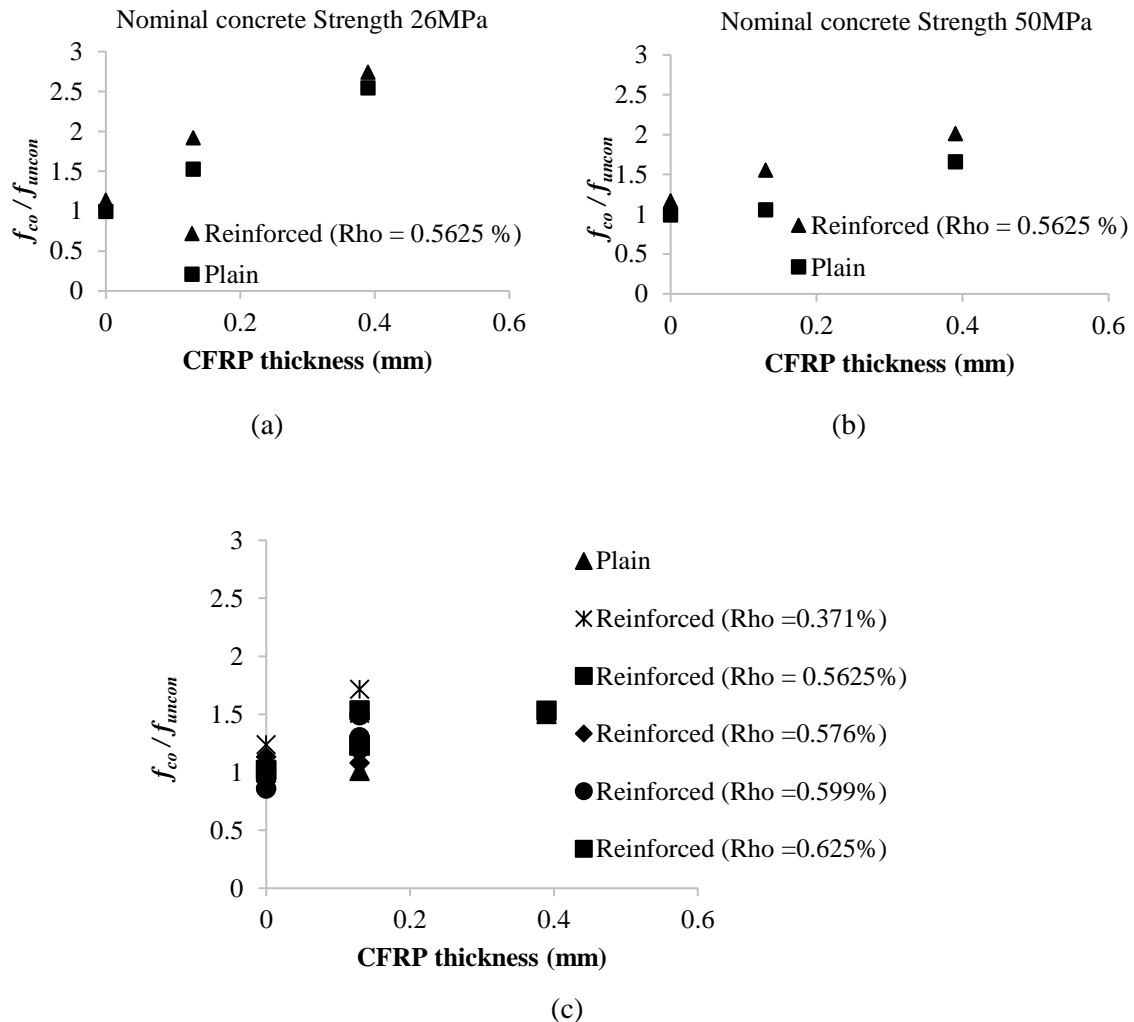 Nominal concrete Strength 26MPa
3
2.5
2
1.5
1
0.5
0
0
0.2
0.4
0.6
f_co / f_uncon
CFRP thickness (mm)
Reinforced (Rho = 0.5625 %)
Plain
(a)
Nominal concrete Strength 50MPa
3
2.5
2
1.5
1
0.5
0
0
0.2
0.4
0.6
f_co / f_uncon
CFRP thickness (mm)
Reinforced (Rho = 0.5625 %)
Plain
(b)
3
2.5
2
1.5
1
0.5
0
0
0.2
0.4
0.6
f_co / f_uncon
CFRP thickness (mm)
Plain
Reinforced (Rho =0.371%)
Reinforced (Rho = 0.5625%)
Reinforced (Rho =0.576%)
Reinforced (Rho =0.599%)
Reinforced (Rho =0.625%)
(c)